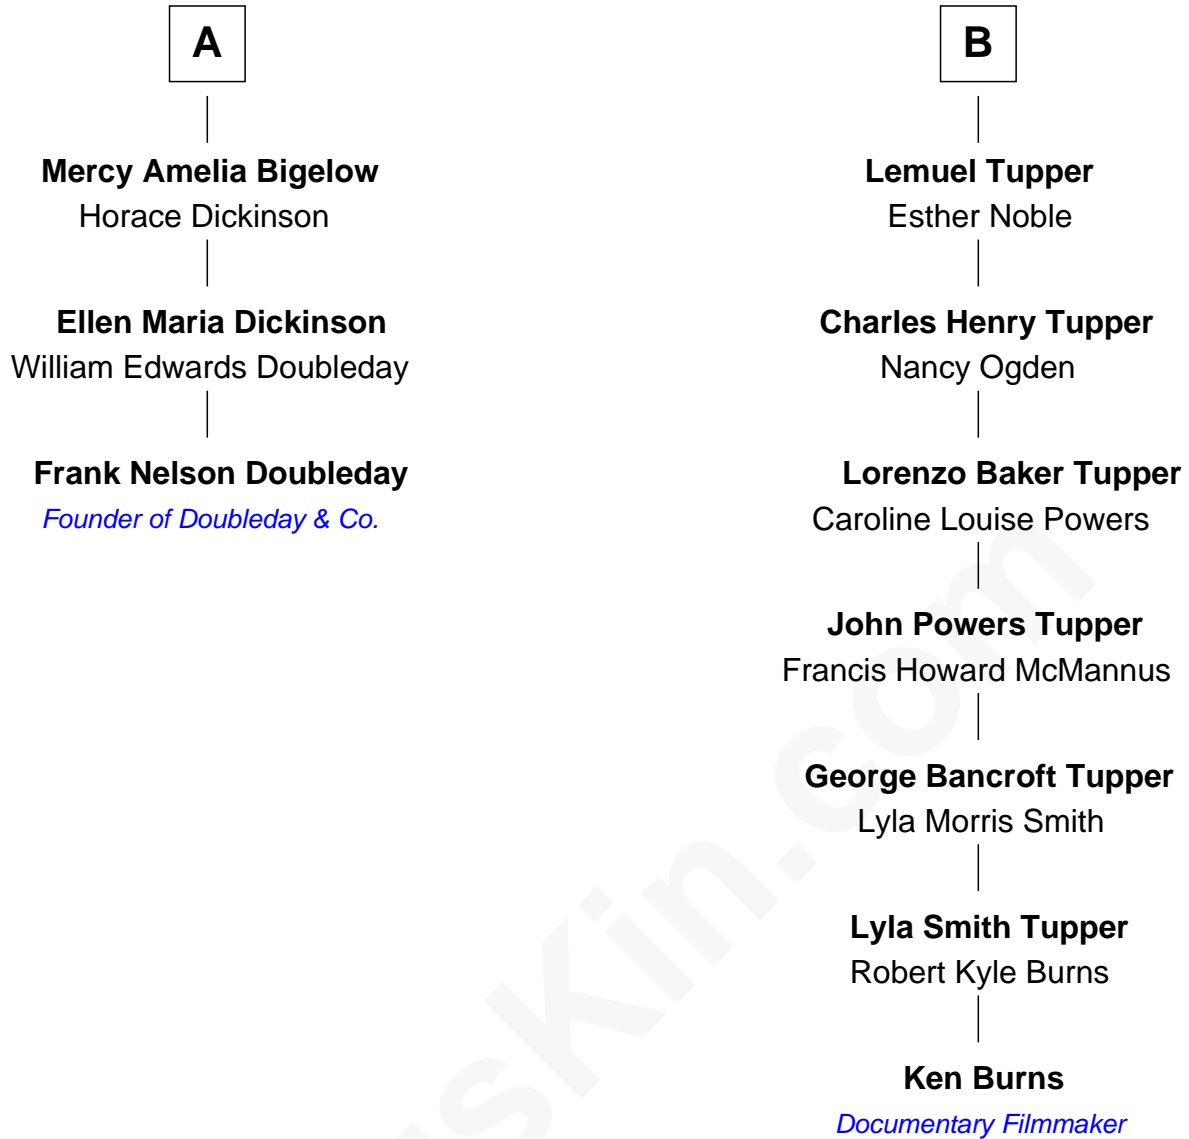 A
Mercy Amelia Bigelow
Horace Dickinson
Ellen Maria Dickinson
William Edwards Doubleday
Frank Nelson Doubleday
Founder of Doubleday & Co.
B
Lemuel Tupper
Esther Noble
Charles Henry Tupper
Nancy Ogden
Lorenzo Baker Tupper
Caroline Louise Powers
John Powers Tupper
Francis Howard McMannus
George Bancroft Tupper
Lyla Morris Smith
Lyla Smith Tupper
Robert Kyle Burns
Ken Burns
Documentary Filmmaker
sKin.com